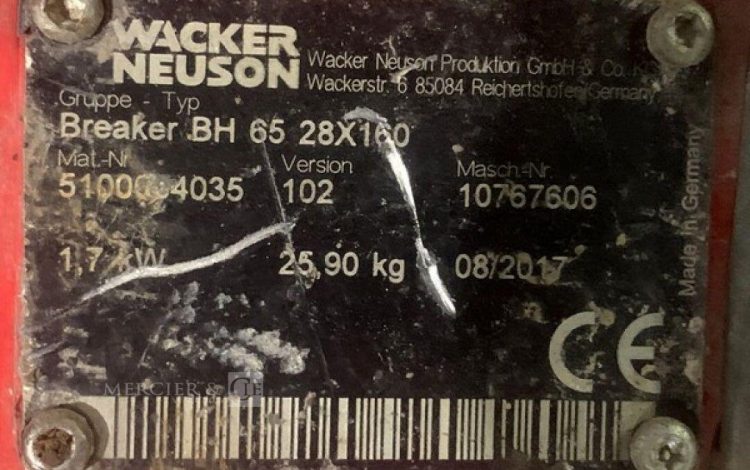 WACKER
NEUSON
Wacker Neuson Produktion GmbH & Co.
Wackerstr. 6 85084 Reichertshofen/Germany
Gruppe - Typ
Breaker BH 65 28X160
Mat.-Nr. Version Masch.-Nr.
102 10767606
1,7 kW 25,90 kg 08/2017
Made in Germany
CE
MERCIER & CIE